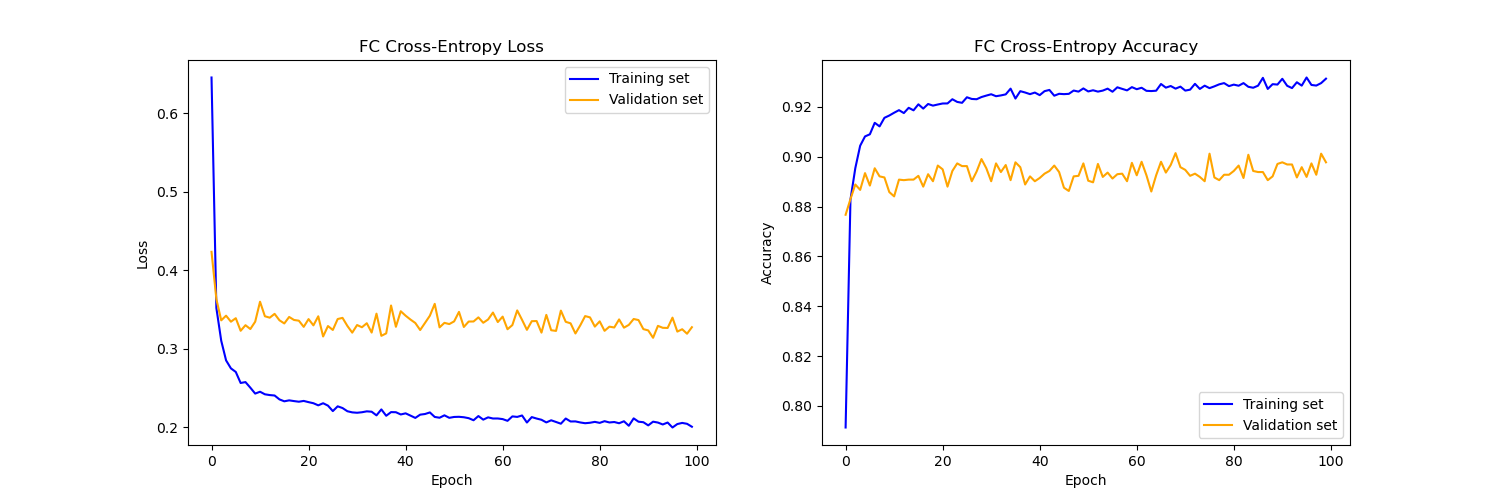 FC Cross-Entropy Loss
Training set
Validation set
0.6
0.5
0.4
0.3
0.2
Loss
0
20
40
60
80
100
Epoch
FC Cross-Entropy Accuracy
0.92
0.90
0.88
0.86
0.84
0.82
0.80
Accuracy
Training set
Validation set
0
20
40
60
80
100
Epoch